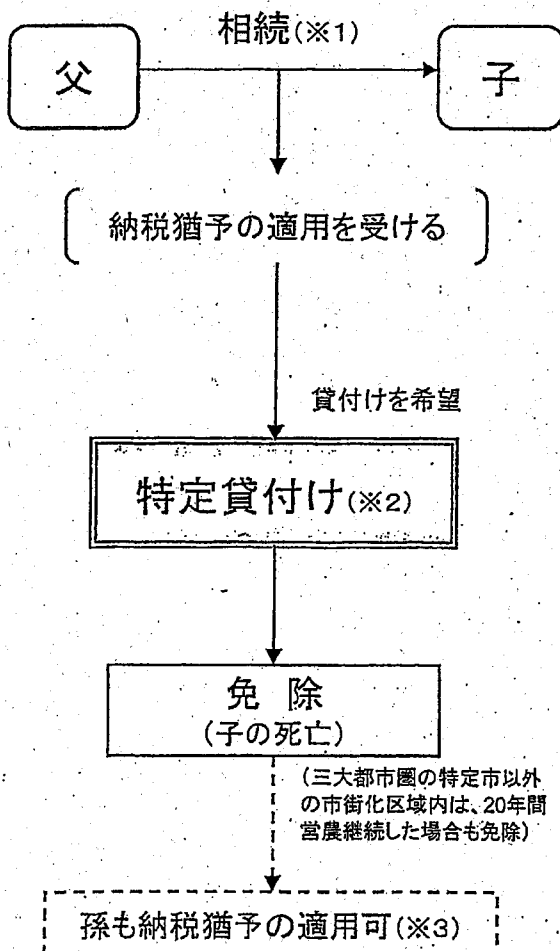 相続(※1)
父
子
納税猶予の適用を受ける
貸付けを希望
特定貸付け(※2)
免 除
(子の死亡)
(三大都市圏の特定市以外
の市街化区域内は、20年間
営農継続した場合も免除)
孫も納税猶予の適用可(※3)